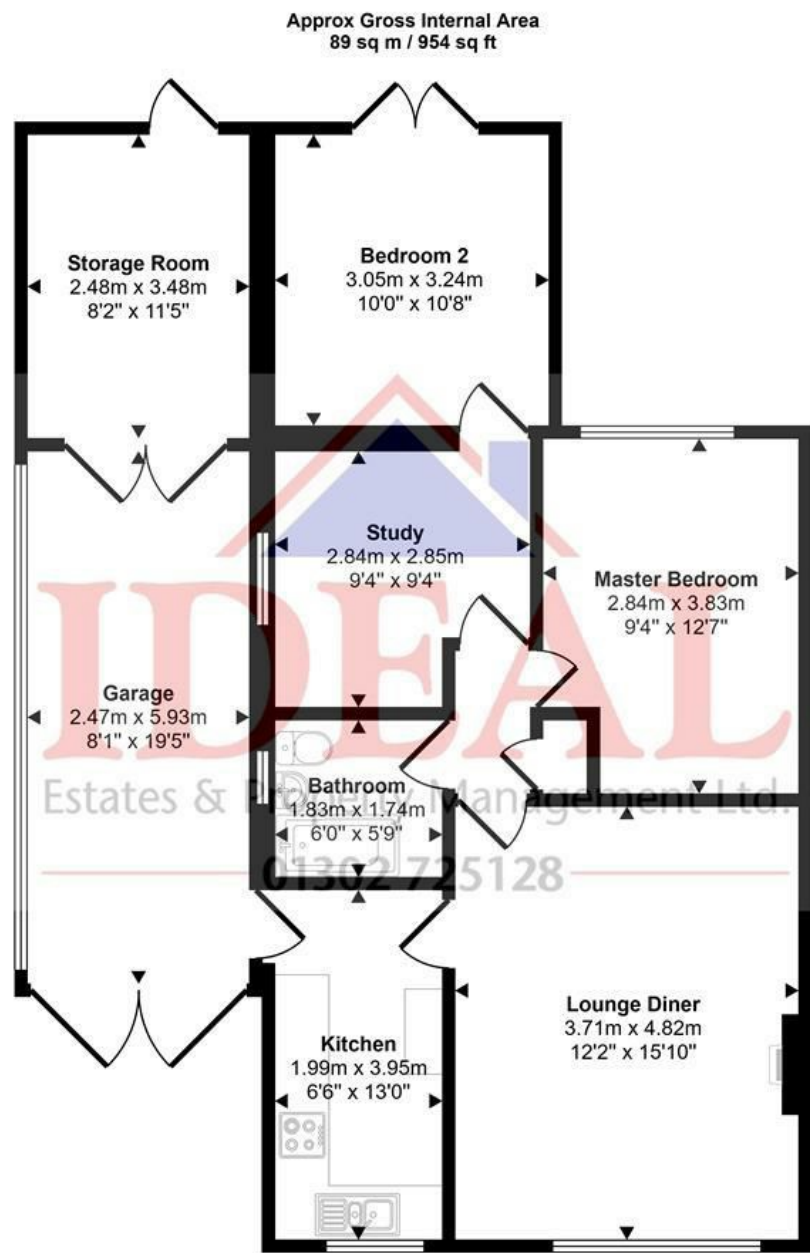 Approx Gross Internal Area
89 sq m / 954 sq ft
Storage Room
2.48m x 3.48m
8'2" x 11'5"
Bedroom 2
3.05m x 3.24m
10'0" x 10'8"
Study
2.84m x 2.85m
9'4" x 9'4"
Master Bedroom
2.84m x 3.83m
9'4" x 12'7"
IDEAL
Garage
2.47m x 5.93m
8'1" x 19'5"
Bathroom
1.83m x 1.74m
6'0" x 5'9"
Estates & Property Management Ltd.
01302 725128
Kitchen
1.99m x 3.95m
6'6" x 13'0"
Lounge Diner
3.71m x 4.82m
12'2" x 15'10"